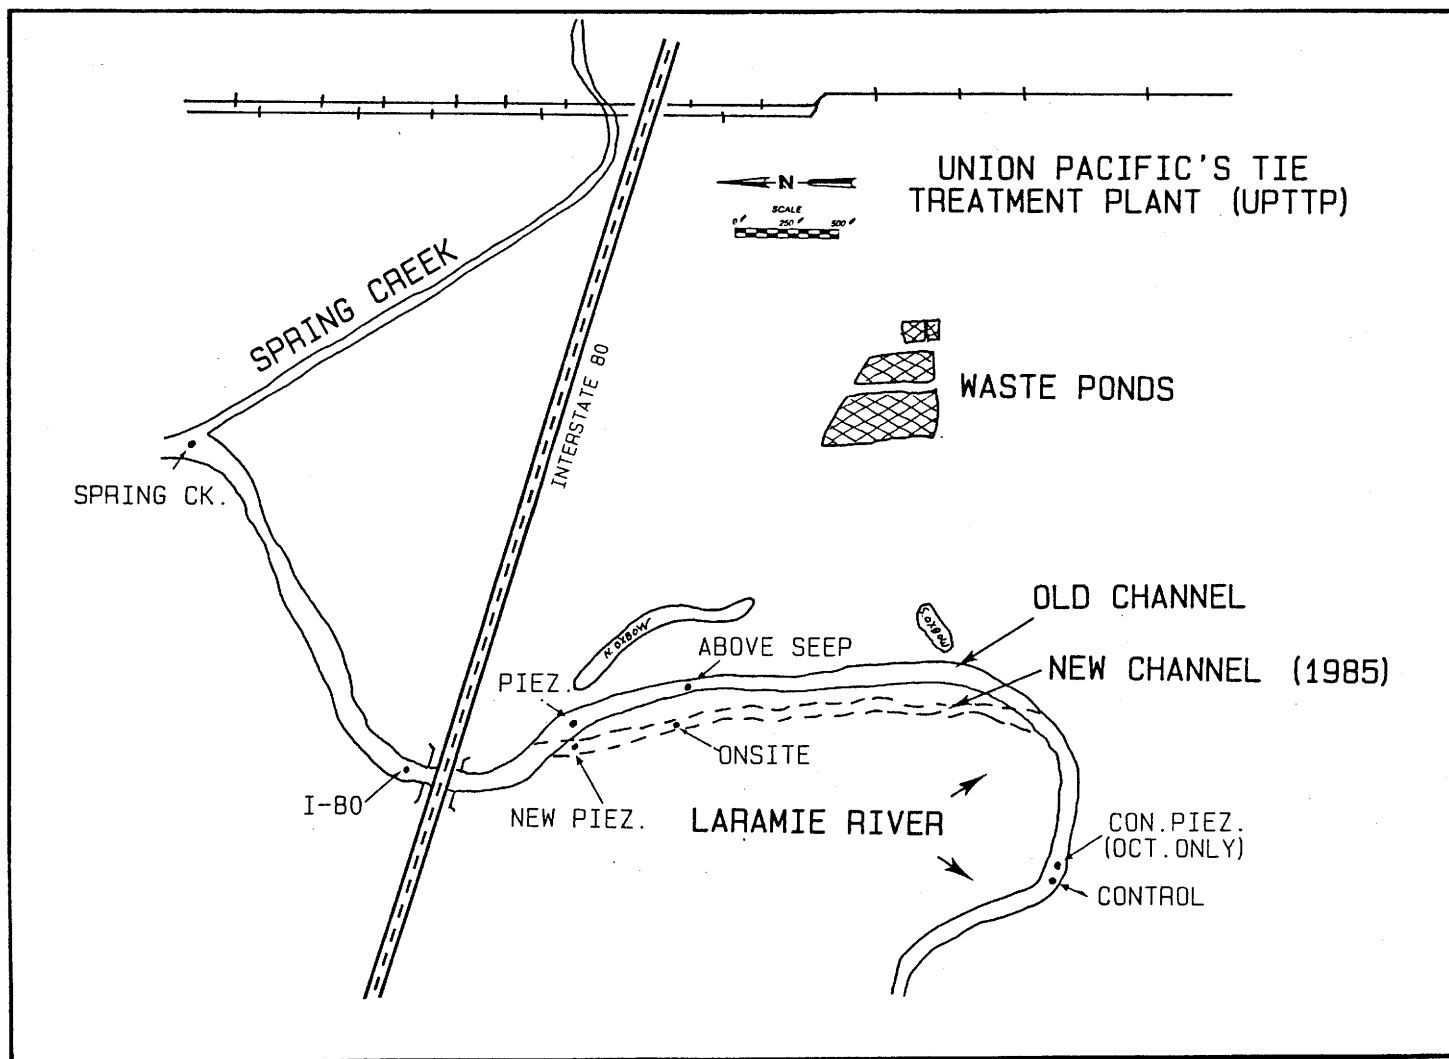 UNION PACIFIC'S TIE
TREATMENT PLANT (UPTTP)
N
SCALE
0' 250' 500'
SPRING CREEK
INTERSTATE 80
WASTE PONDS
SPRING CK.
OLD CHANNEL
N. OXBOW
S. OXBOW
ABOVE SEEP
NEW CHANNEL (1985)
PIEZ.
ONSITE
I-80
NEW PIEZ.
LARAMIE RIVER
CON. PIEZ.
(OCT. ONLY)
CONTROL